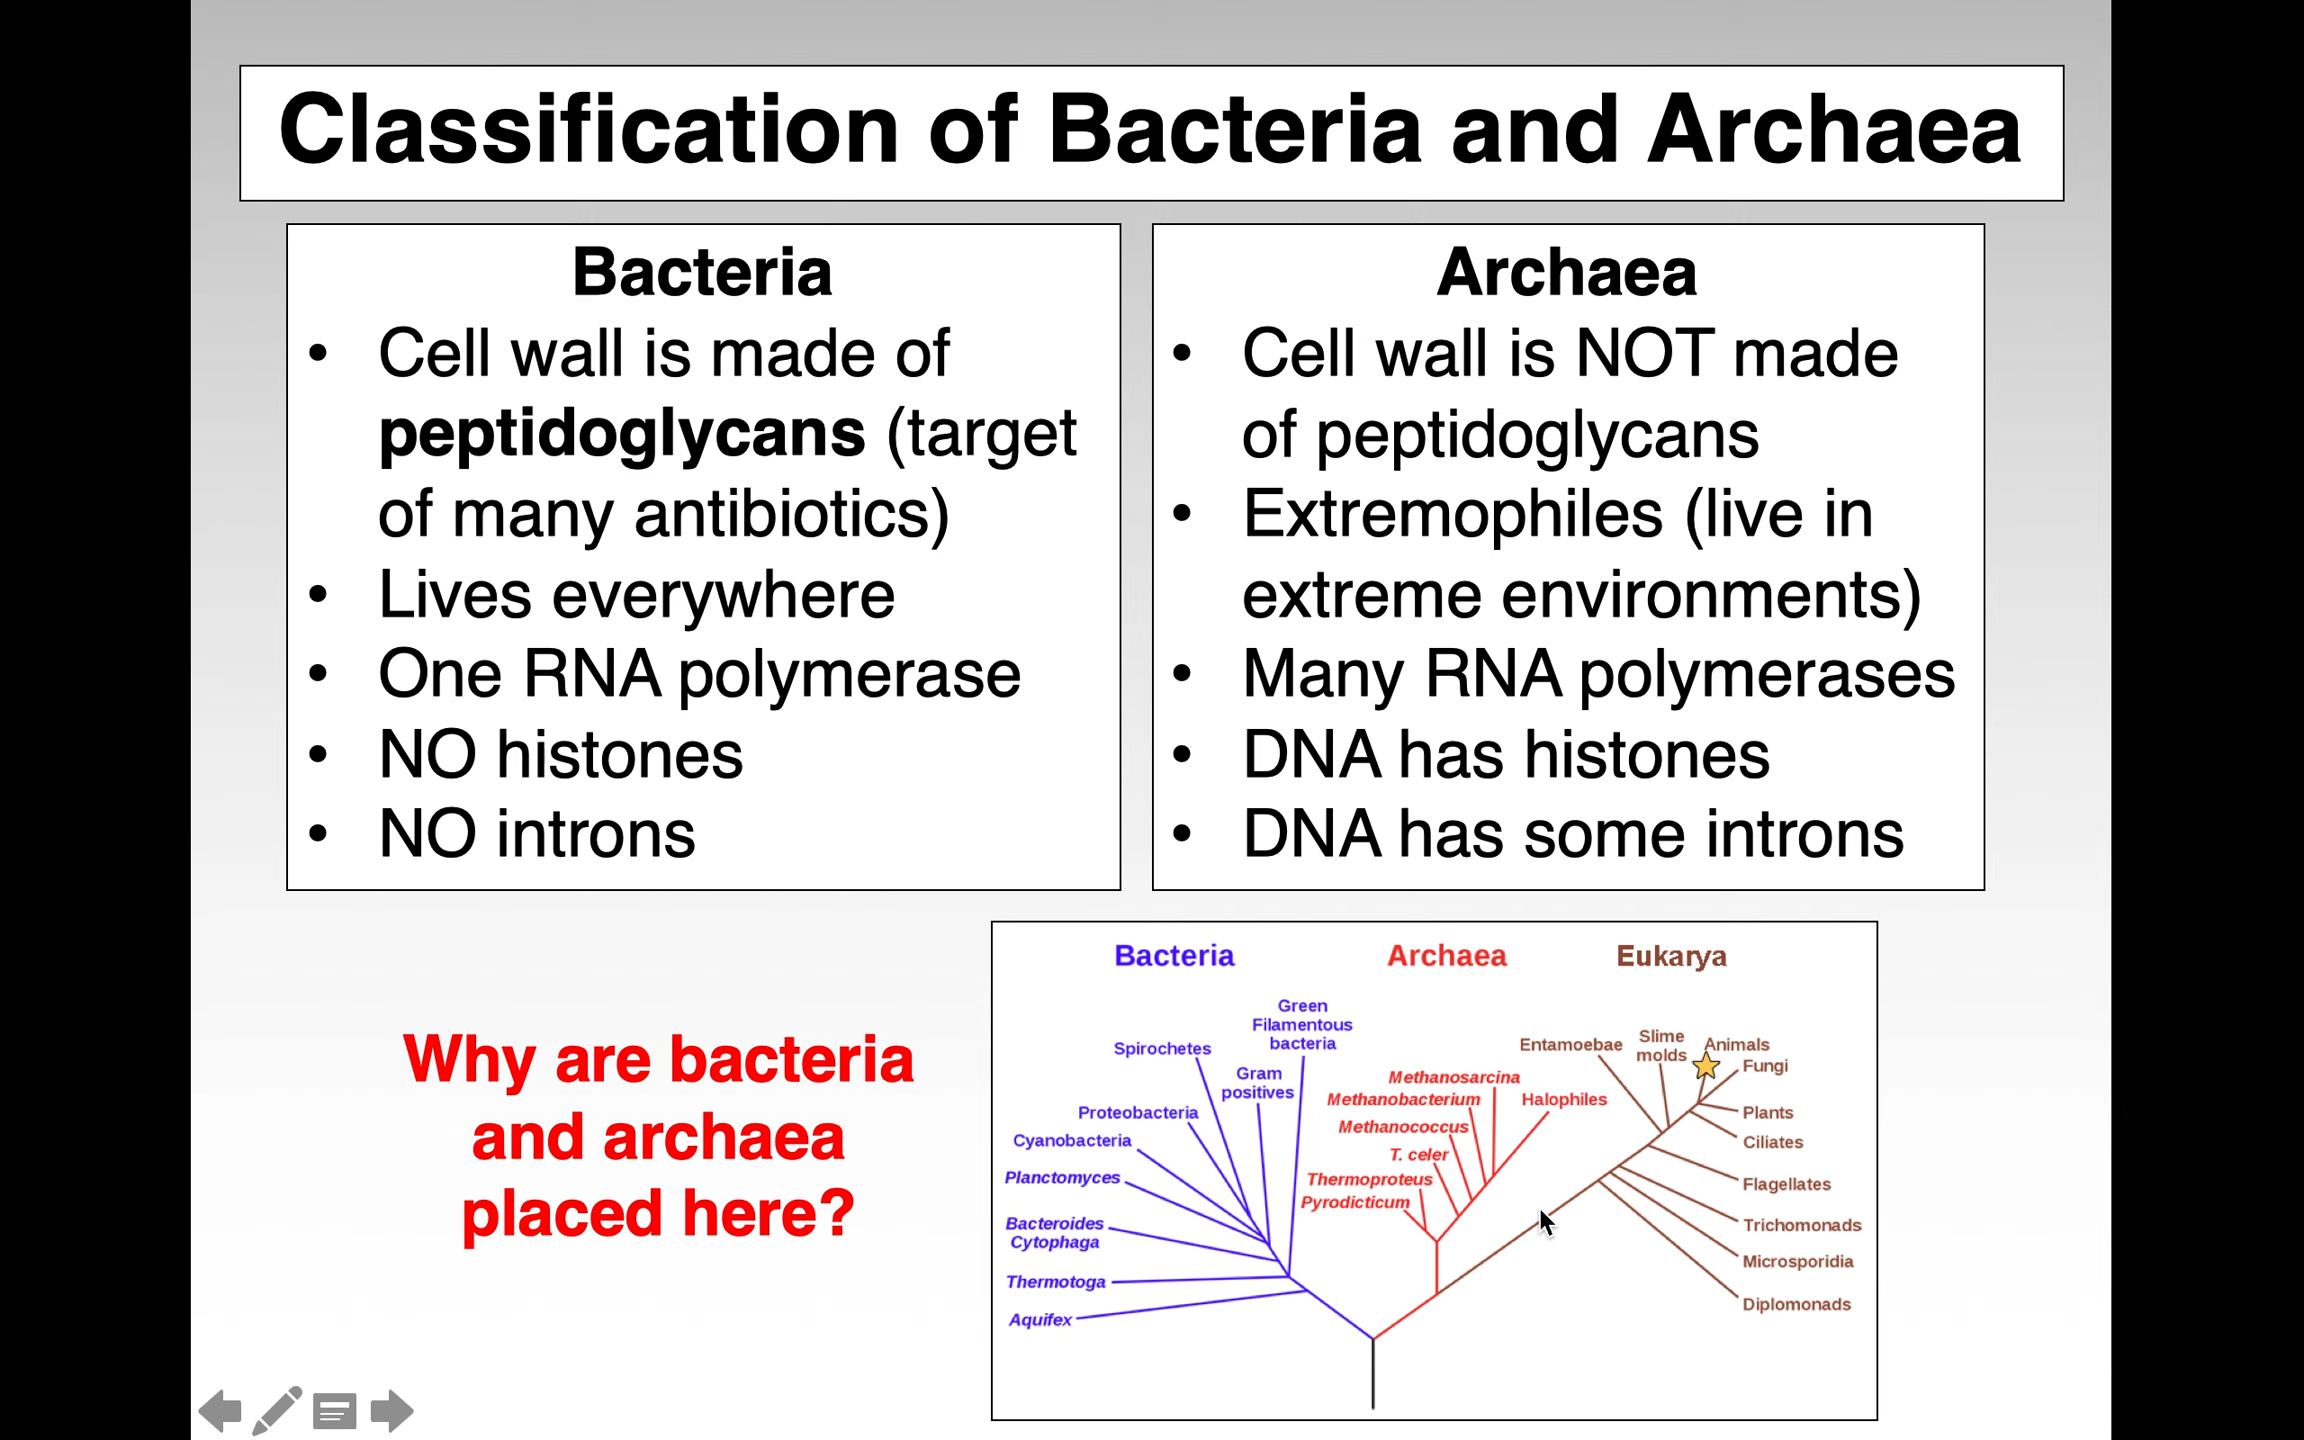 Classification of Bacteria and Archaea
Bacteria
• Cell wall is made of
peptidoglycans (target
of many antibiotics)
• Lives everywhere
• One RNA polymerase
• NO histones
• NO introns
Archaea
• Cell wall is NOT made
of peptidoglycans
• Extremophiles (live in
extreme environments)
• Many RNA polymerases
• DNA has histones
• DNA has some introns
Why are bacteria
and archaea
placed here?
Bacteria
Archaea
Eukarya
Green
Filamentous
bacteria
Spirochetes
Gram
positives
Proteobacteria
Cyanobacteria
Planctomyces
Bacteroides
Cytophaga
Thermotoga
Aquifex
Methanosarcina
Methanobacterium
Halophiles
Methanococcus
T. celer
Thermoproteus
Pyrodicticum
Entamoebae
Slime
molds
Animals
Fungi
Plants
Ciliates
Flagellates
Trichomonads
Microsporidia
Diplomonads